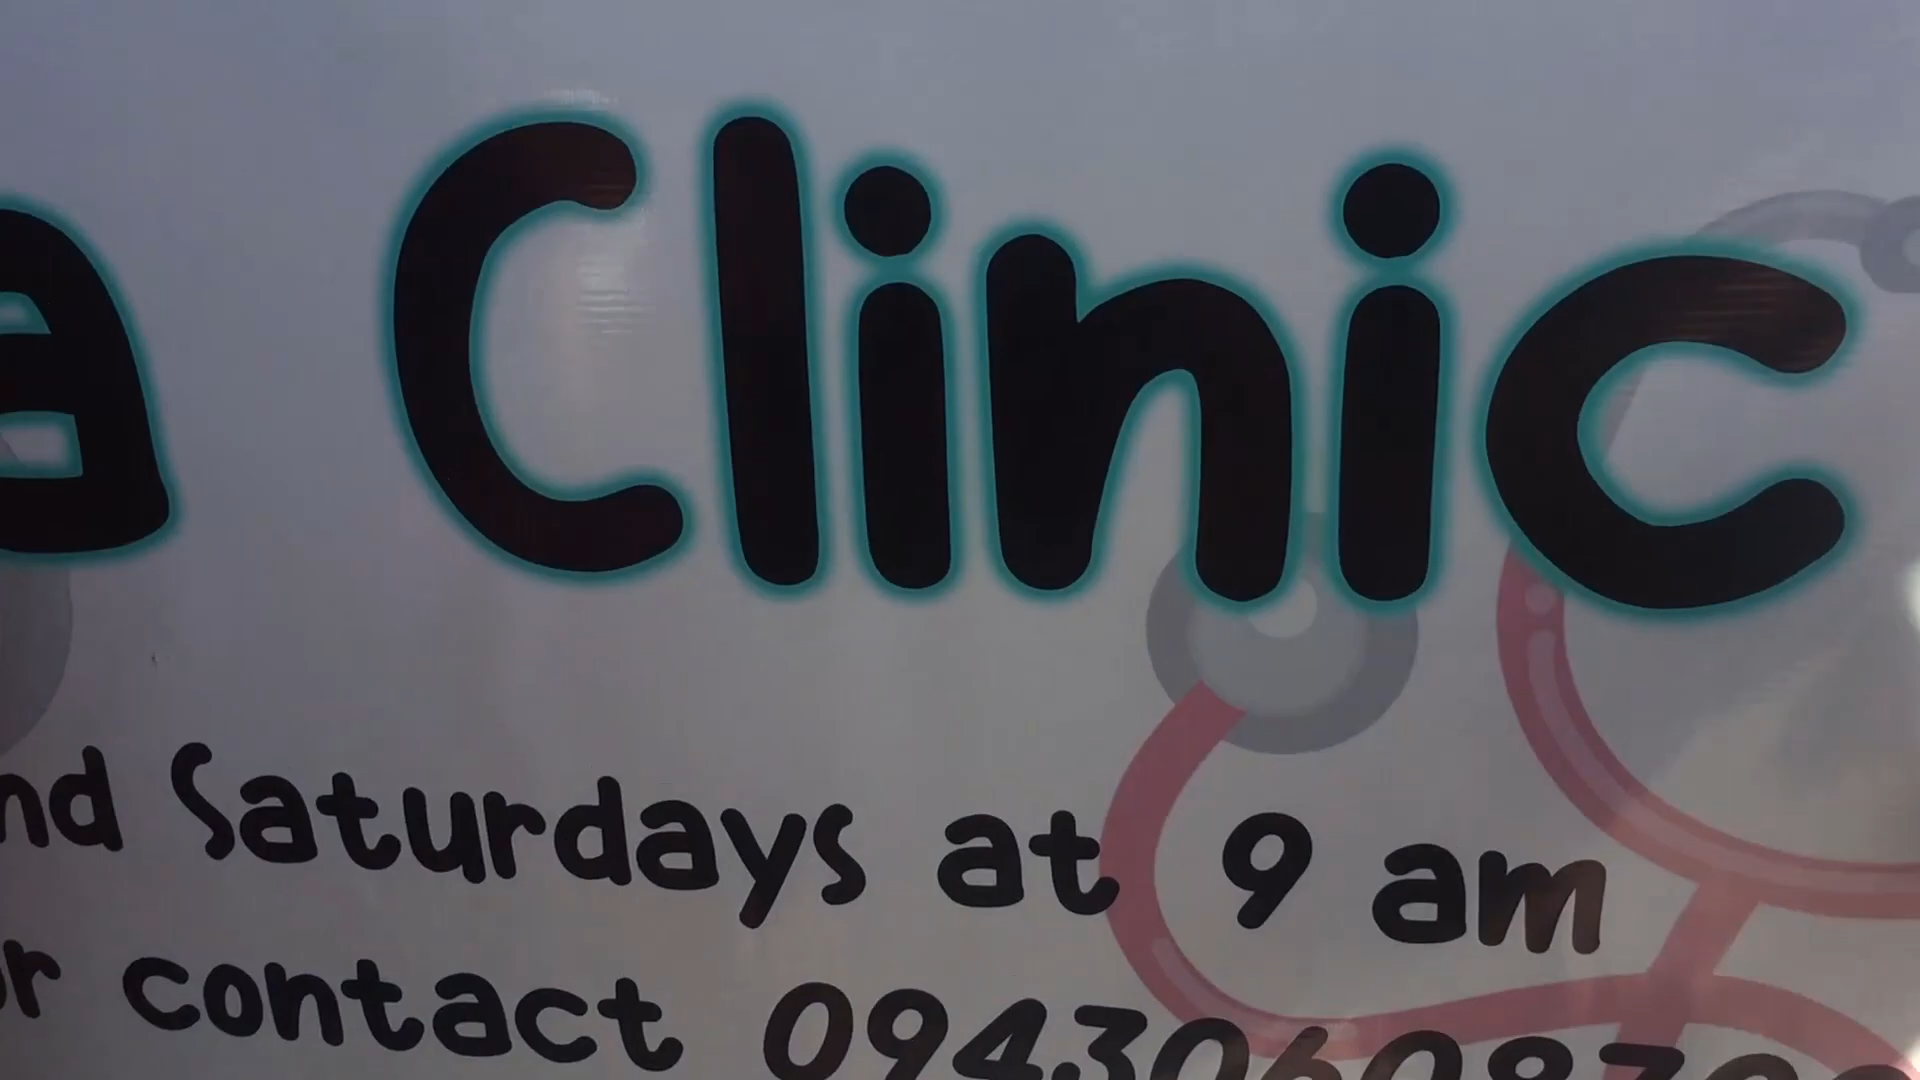 a Clinic
nd Saturdays at 9 am
or contact